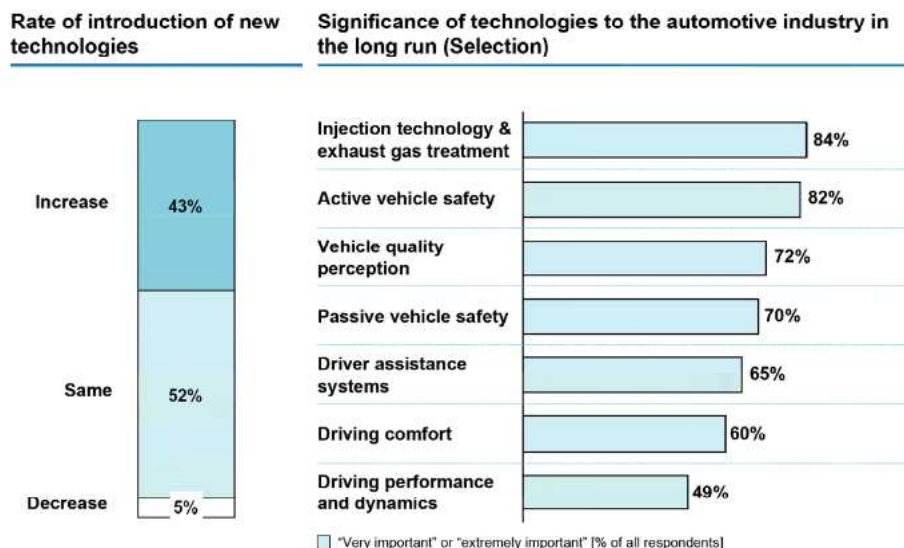 Rate of introduction of new
technologies
Increase
43%
Same
52%
Decrease
5%
Significance of technologies to the automotive industry in
the long run (Selection)
Injection technology &
exhaust gas treatment
84%
Active vehicle safety
82%
Vehicle quality
perception
72%
Passive vehicle safety
70%
Driver assistance
systems
65%
Driving comfort
60%
Driving performance
and dynamics
49%
"Very important" or "extremely important" [% of all respondents]